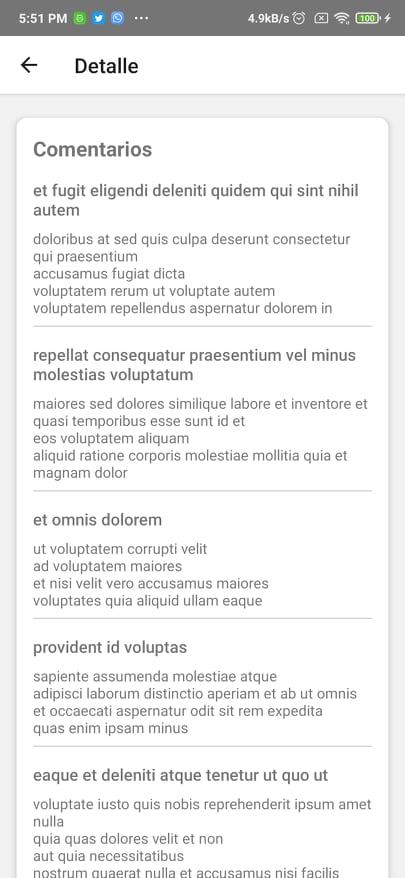 5:51 PM
4.9kB/s
100
Detalle
Comentarios
et fugit eligendi deleniti quidem qui sint nihil
autem
doloribus at sed quis culpa deserunt consectetur
qui praesentium
accusamus fugiat dicta
voluptatem rerum ut voluptate autem
voluptatem repellendus aspernatur dolorem in
repellat consequatur praesentium vel minus
molestias voluptatum
maiores sed dolores similique labore et inventore et
quasi temporibus esse sunt id et
eos voluptatem aliquam
aliquid ratione corporis molestiae mollitia quia et
magnam dolor
et omnis dolorem
ut voluptatem corrupti velit
ad voluptatem maiores
et nisi velit vero accusamus maiores
voluptates quia aliquid ullam eaque
provident id voluptas
sapiente assumenda molestiae atque
adipisci laborum distinctio aperiam et ab ut omnis
et occaecati aspernatur odit sit rem expedita
quas enim ipsam minus
eaque et deleniti atque tenetur ut quo ut
voluptate iusto quis nobis reprehenderit ipsum amet
nulla
quia quas dolores velit et non
aut quia necessitatibus
nostrum quaerat nulla et accusamus nisi facilis